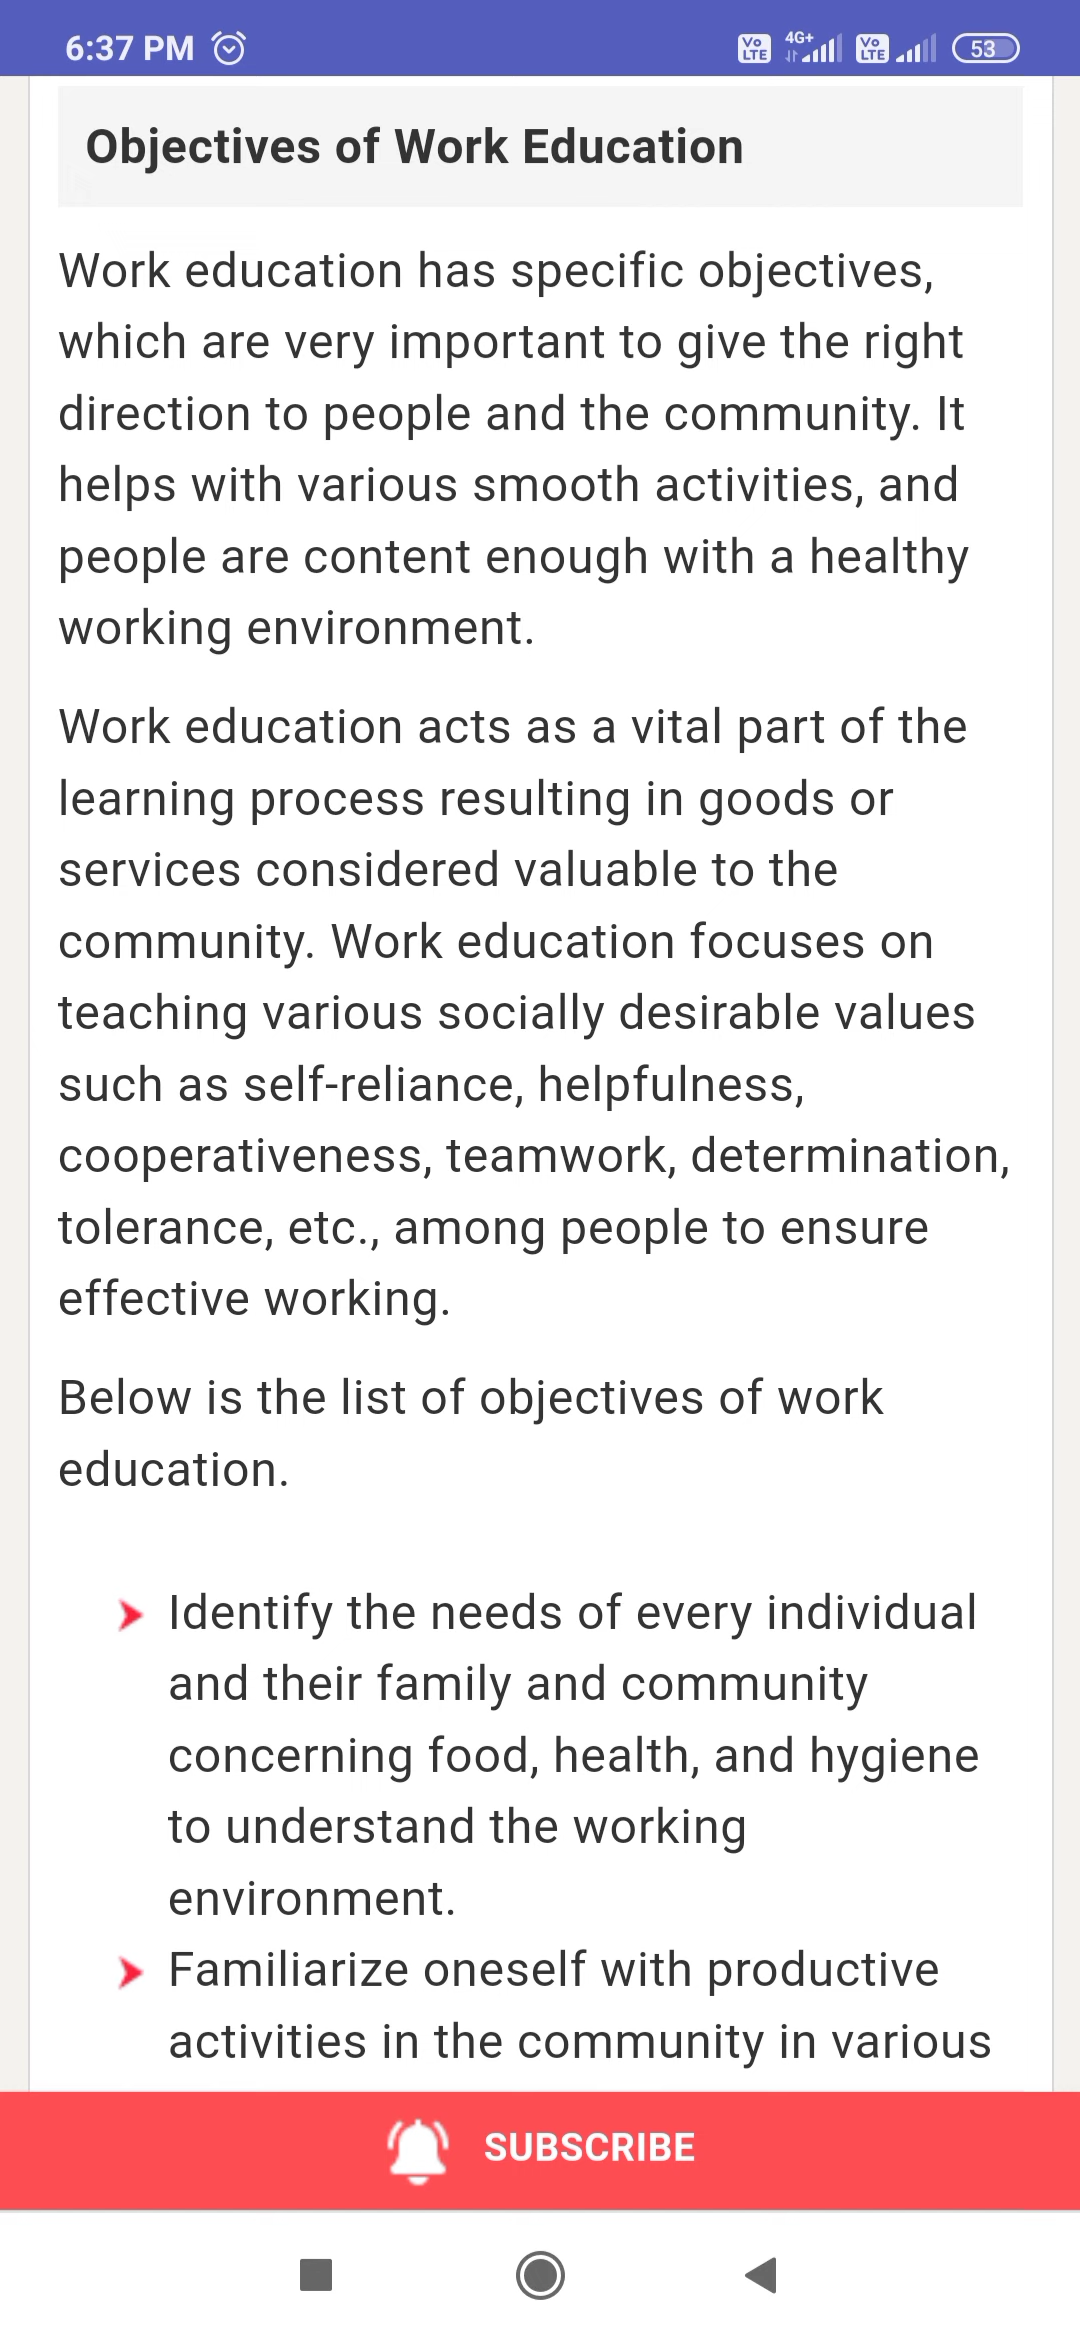 6:37 PM
Vo LTE 4G+ Vo LTE 53
Objectives of Work Education
Work education has specific objectives,
which are very important to give the right
direction to people and the community. It
helps with various smooth activities, and
people are content enough with a healthy
working environment.
Work education acts as a vital part of the
learning process resulting in goods or
services considered valuable to the
community. Work education focuses on
teaching various socially desirable values
such as self-reliance, helpfulness,
cooperativeness, teamwork, determination,
tolerance, etc., among people to ensure
effective working.
Below is the list of objectives of work
education.
Identify the needs of every individual
and their family and community
concerning food, health, and hygiene
to understand the working
environment.
Familiarize oneself with productive
activities in the community in various
SUBSCRIBE